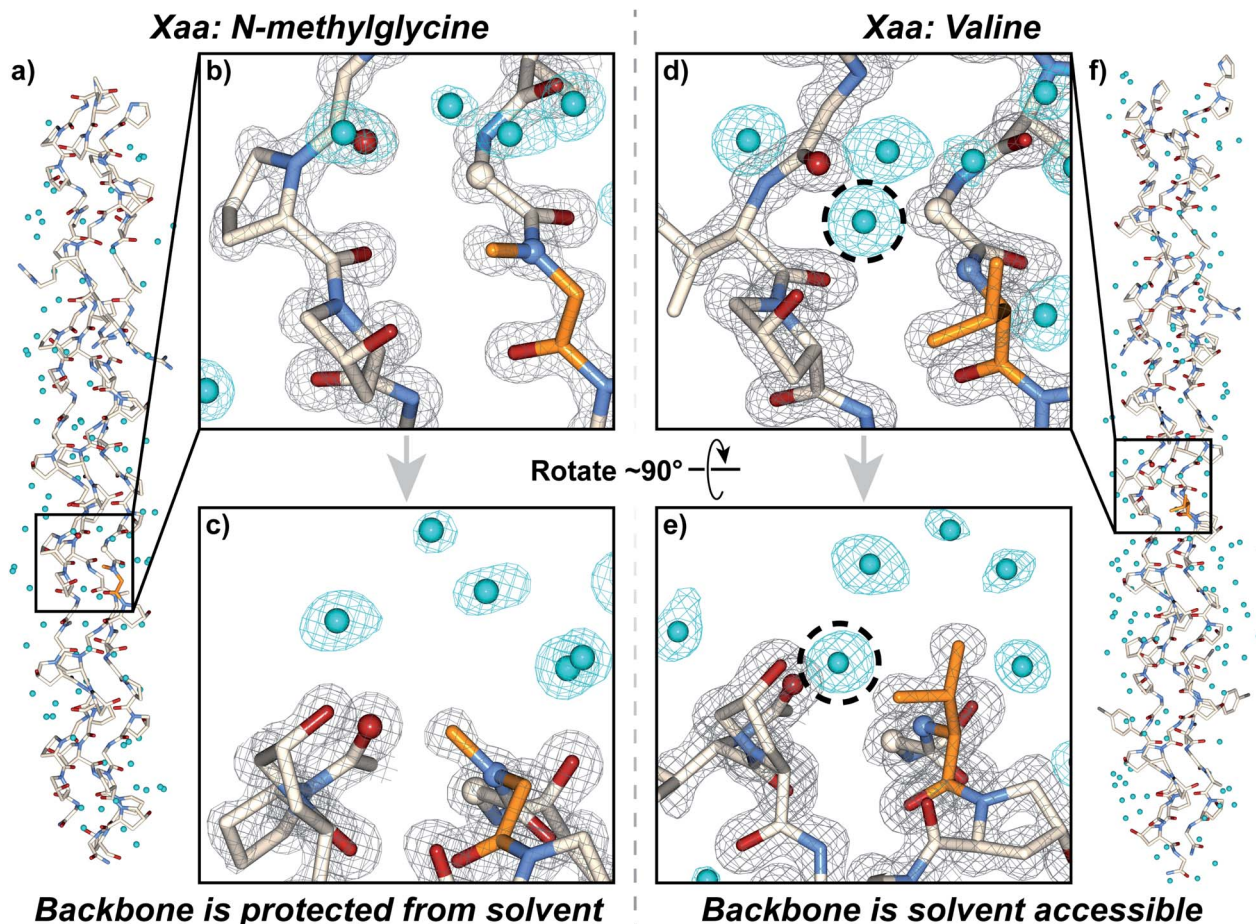 Xaa: N-methylglycine
Xaa: Valine
a)
b)
d)
f)
Rotate ~90°
c)
e)
Backbone is protected from solvent
Backbone is solvent accessible